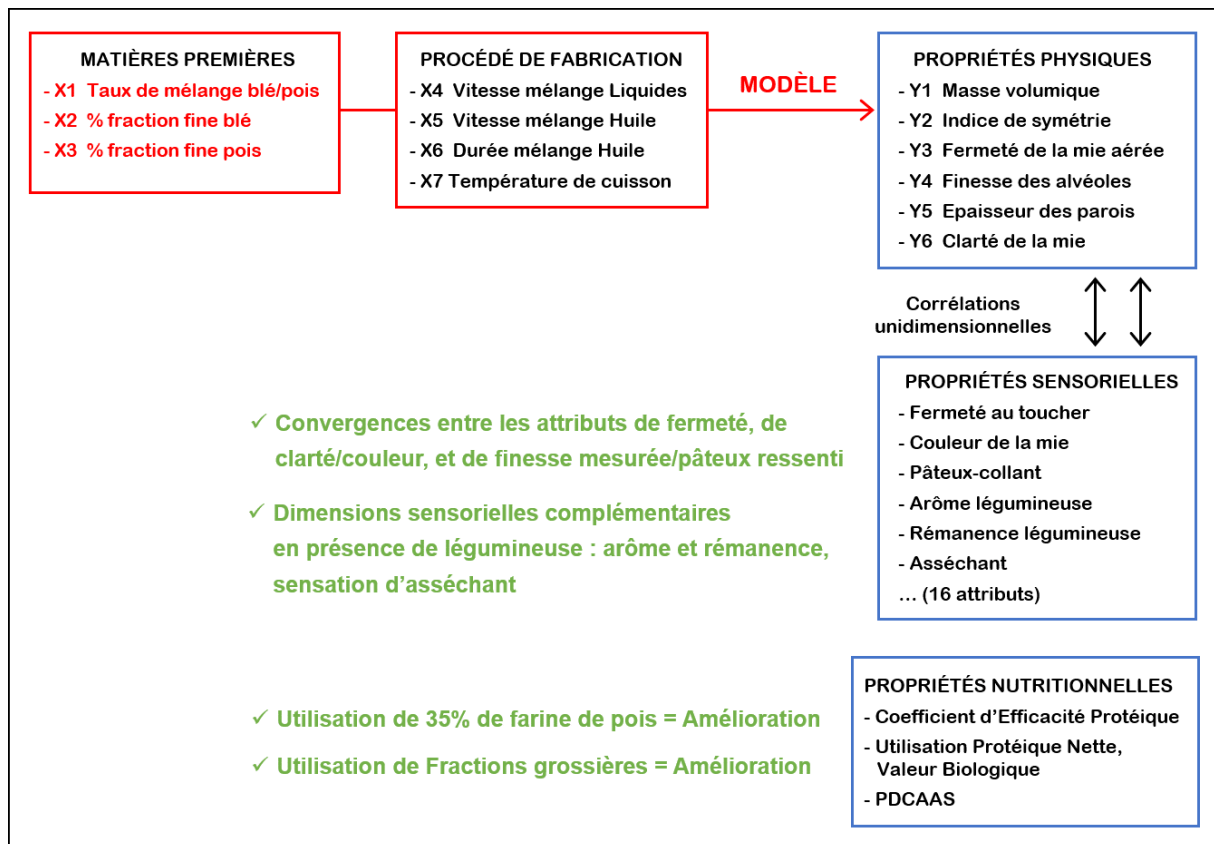 MATIÈRES PREMIÈRES
- X1 Taux de mélange blé/pois
- X2 % fraction fine blé
- X3 % fraction fine pois
PROCÉDÉ DE FABRICATION
- X4 Vitesse mélange Liquides
- X5 Vitesse mélange Huile
- X6 Durée mélange Huile
- X7 Température de cuisson
MODÈLE
PROPRIÉTÉS PHYSIQUES
- Y1 Masse volumique
- Y2 Indice de symétrie
- Y3 Fermeté de la mie aérée
- Y4 Finesse des alvéoles
- Y5 Epaisseur des parois
- Y6 Clarté de la mie
Corrélations
unidimensionnelles
PROPRIÉTÉS SENSORIELLES
- Fermeté au toucher
- Couleur de la mie
- Pâteux-collant
- Arôme légumineuse
- Rémanence légumineuse
- Asséchant
... (16 attributs)
✓ Convergences entre les attributs de fermeté, de
clarté/couleur, et de finesse mesurée/pâteux ressenti
✓ Dimensions sensorielles complémentaires
en présence de légumineuse : arôme et rémanence,
sensation d'asséchant
PROPRIÉTÉS NUTRITIONNELLES
- Coefficient d'Efficacité Protéique
- Utilisation Protéique Nette,
Valeur Biologique
- PDCAAS
✓ Utilisation de 35% de farine de pois = Amélioration
✓ Utilisation de Fractions grossières = Amélioration